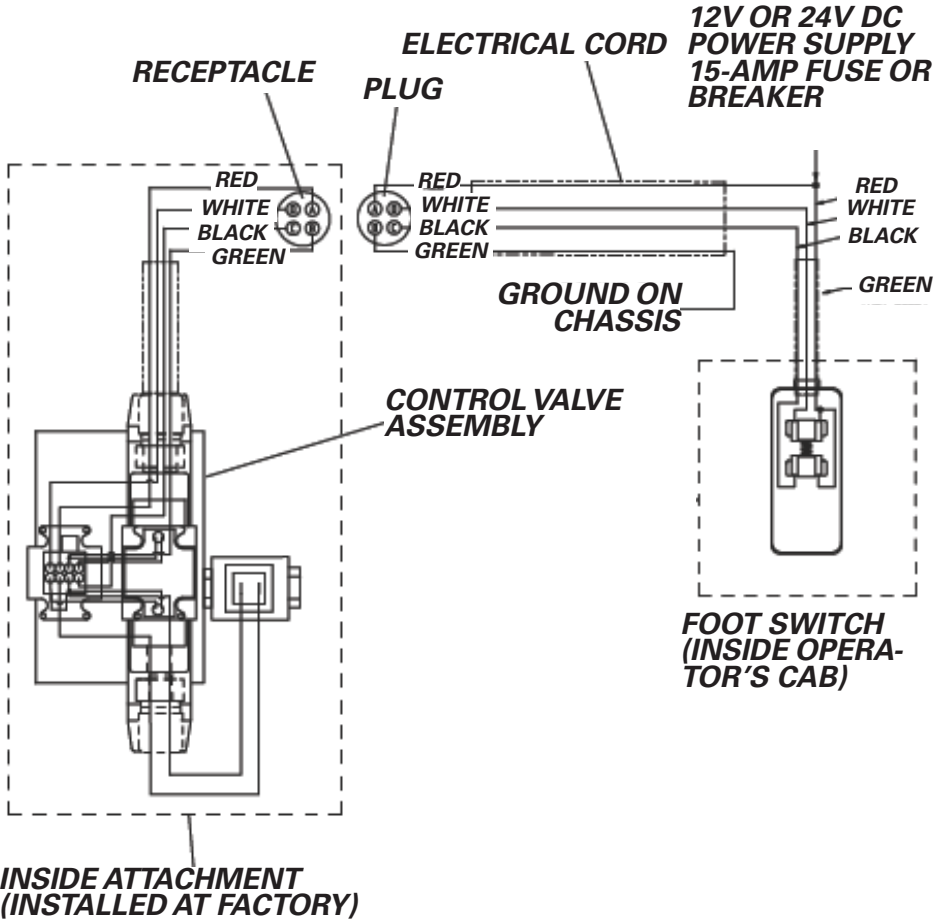 12V OR 24V DC
POWER SUPPLY
15-AMP FUSE OR
BREAKER
ELECTRICAL CORD
RECEPTACLE
PLUG
RED
WHITE
BLACK
GREEN
RED
WHITE
BLACK
GREEN
RED
WHITE
BLACK
GREEN
GROUND ON
CHASSIS
CONTROL VALVE
ASSEMBLY
FOOT SWITCH
(INSIDE OPERA-
TOR'S CAB)
INSIDE ATTACHMENT
(INSTALLED AT FACTORY)